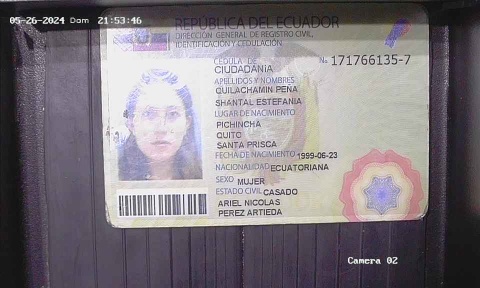 05-26-2024 Dom 21:53:46
REPÚBLICA DEL ECUADOR
DIRECCIÓN GENERAL DE REGISTRO CIVIL,
IDENTIFICACIÓN Y CEDULACIÓN
CÉDULA DE No 171766135-7
CIUDADANÍA
APELLIDOS Y NOMBRES
QUILACHAMIN PEÑA
SHANTAL ESTEFANIA
LUGAR DE NACIMIENTO
PICHINCHA
QUITO
SANTA PRISCA
FECHA DE NACIMIENTO 1999-06-23
NACIONALIDAD ECUATORIANA
SEXO MUJER
ESTADO CIVIL CASADO
ARIEL NICOLAS
PEREZ ARTIEDA
Camera 02